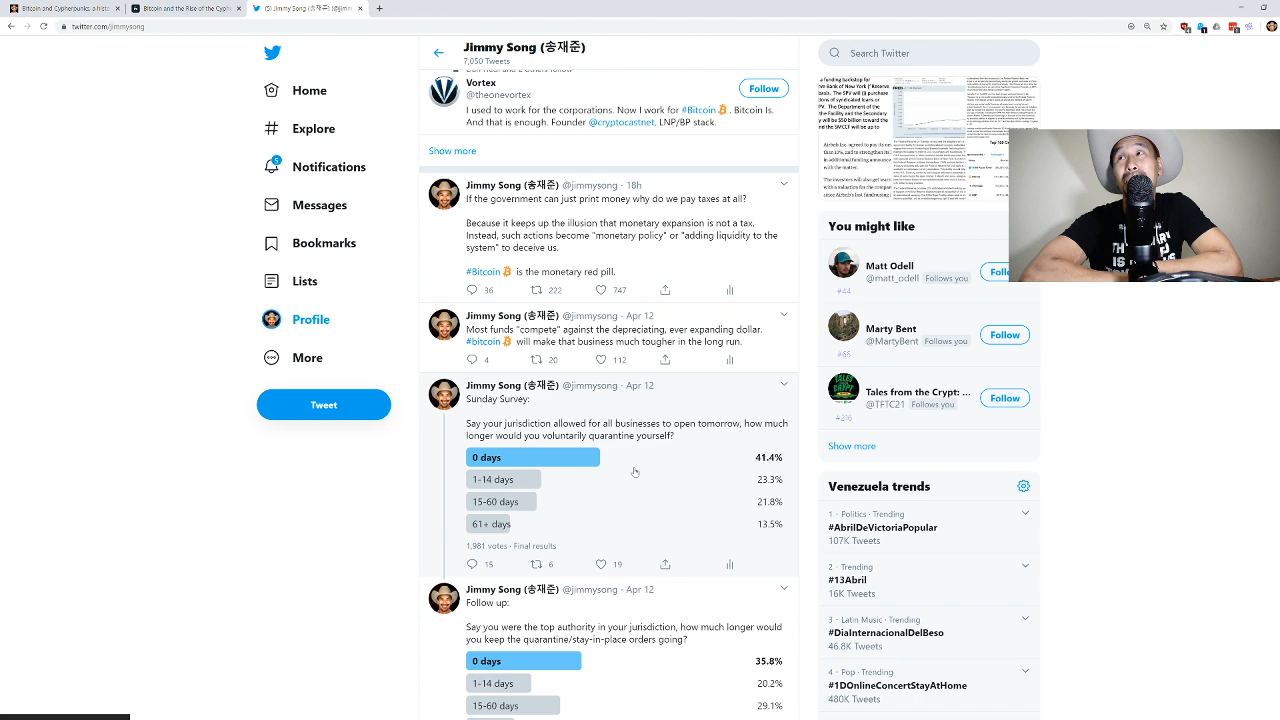 Bitcoin and Cypherpunks: a hist
Bitcoin and the Rise of the Cyphe
(5) Jimmy Song (송재준) (@jimm
twitter.com/jimmysong
Home
Explore
5
Notifications
Messages
Bookmarks
Lists
Profile
More
Tweet
Jimmy Song (송재준)
7,050 Tweets
Vortex
@theonevortex
Follow
I used to work for the corporations. Now I work for #Bitcoin. Bitcoin Is.
And that is enough. Founder @cryptocastnet. LNP/BP stack.
Show more
Jimmy Song (송재준) @jimmysong · 18h
If the government can just print money why do we pay taxes at all?
Because it keeps up the illusion that monetary expansion is not a tax.
Instead, such actions become "monetary policy" or "adding liquidity to the
system" to deceive us.
#Bitcoin is the monetary red pill.
36 222 747
Jimmy Song (송재준) @jimmysong · Apr 12
Most funds "compete" against the depreciating, ever expanding dollar.
#bitcoin will make that business much tougher in the long run.
4 20 112
Jimmy Song (송재준) @jimmysong · Apr 12
Sunday Survey:
Say your jurisdiction allowed for all businesses to open tomorrow, how much
longer would you voluntarily quarantine yourself?
0 days 41.4%
1-14 days 23.3%
15-60 days 21.8%
61+ days 13.5%
1,981 votes · Final results
15 6 19
Jimmy Song (송재준) @jimmysong · Apr 12
Follow up:
Say you were the top authority in your jurisdiction, how much longer would
you keep the quarantine/stay-in-place orders going?
0 days 35.8%
1-14 days 20.2%
15-60 days 29.1%
Search Twitter
You might like
Matt Odell
@matt_odell Follows you
Follo
#44
Marty Bent
@MartyBent Follows you
Follow
#66
Tales from the Crypt: ...
@TFTC21 Follows you
Follow
#216
Show more
Venezuela trends
1 · Politics · Trending
#AbrilDeVictoriaPopular
107K Tweets
2 · Trending
#13Abril
16K Tweets
3 · Latin Music · Trending
#DiaInternacionalDelBeso
46.8K Tweets
4 · Pop · Trending
#1DOnlineConcertStayAtHome
480K Tweets